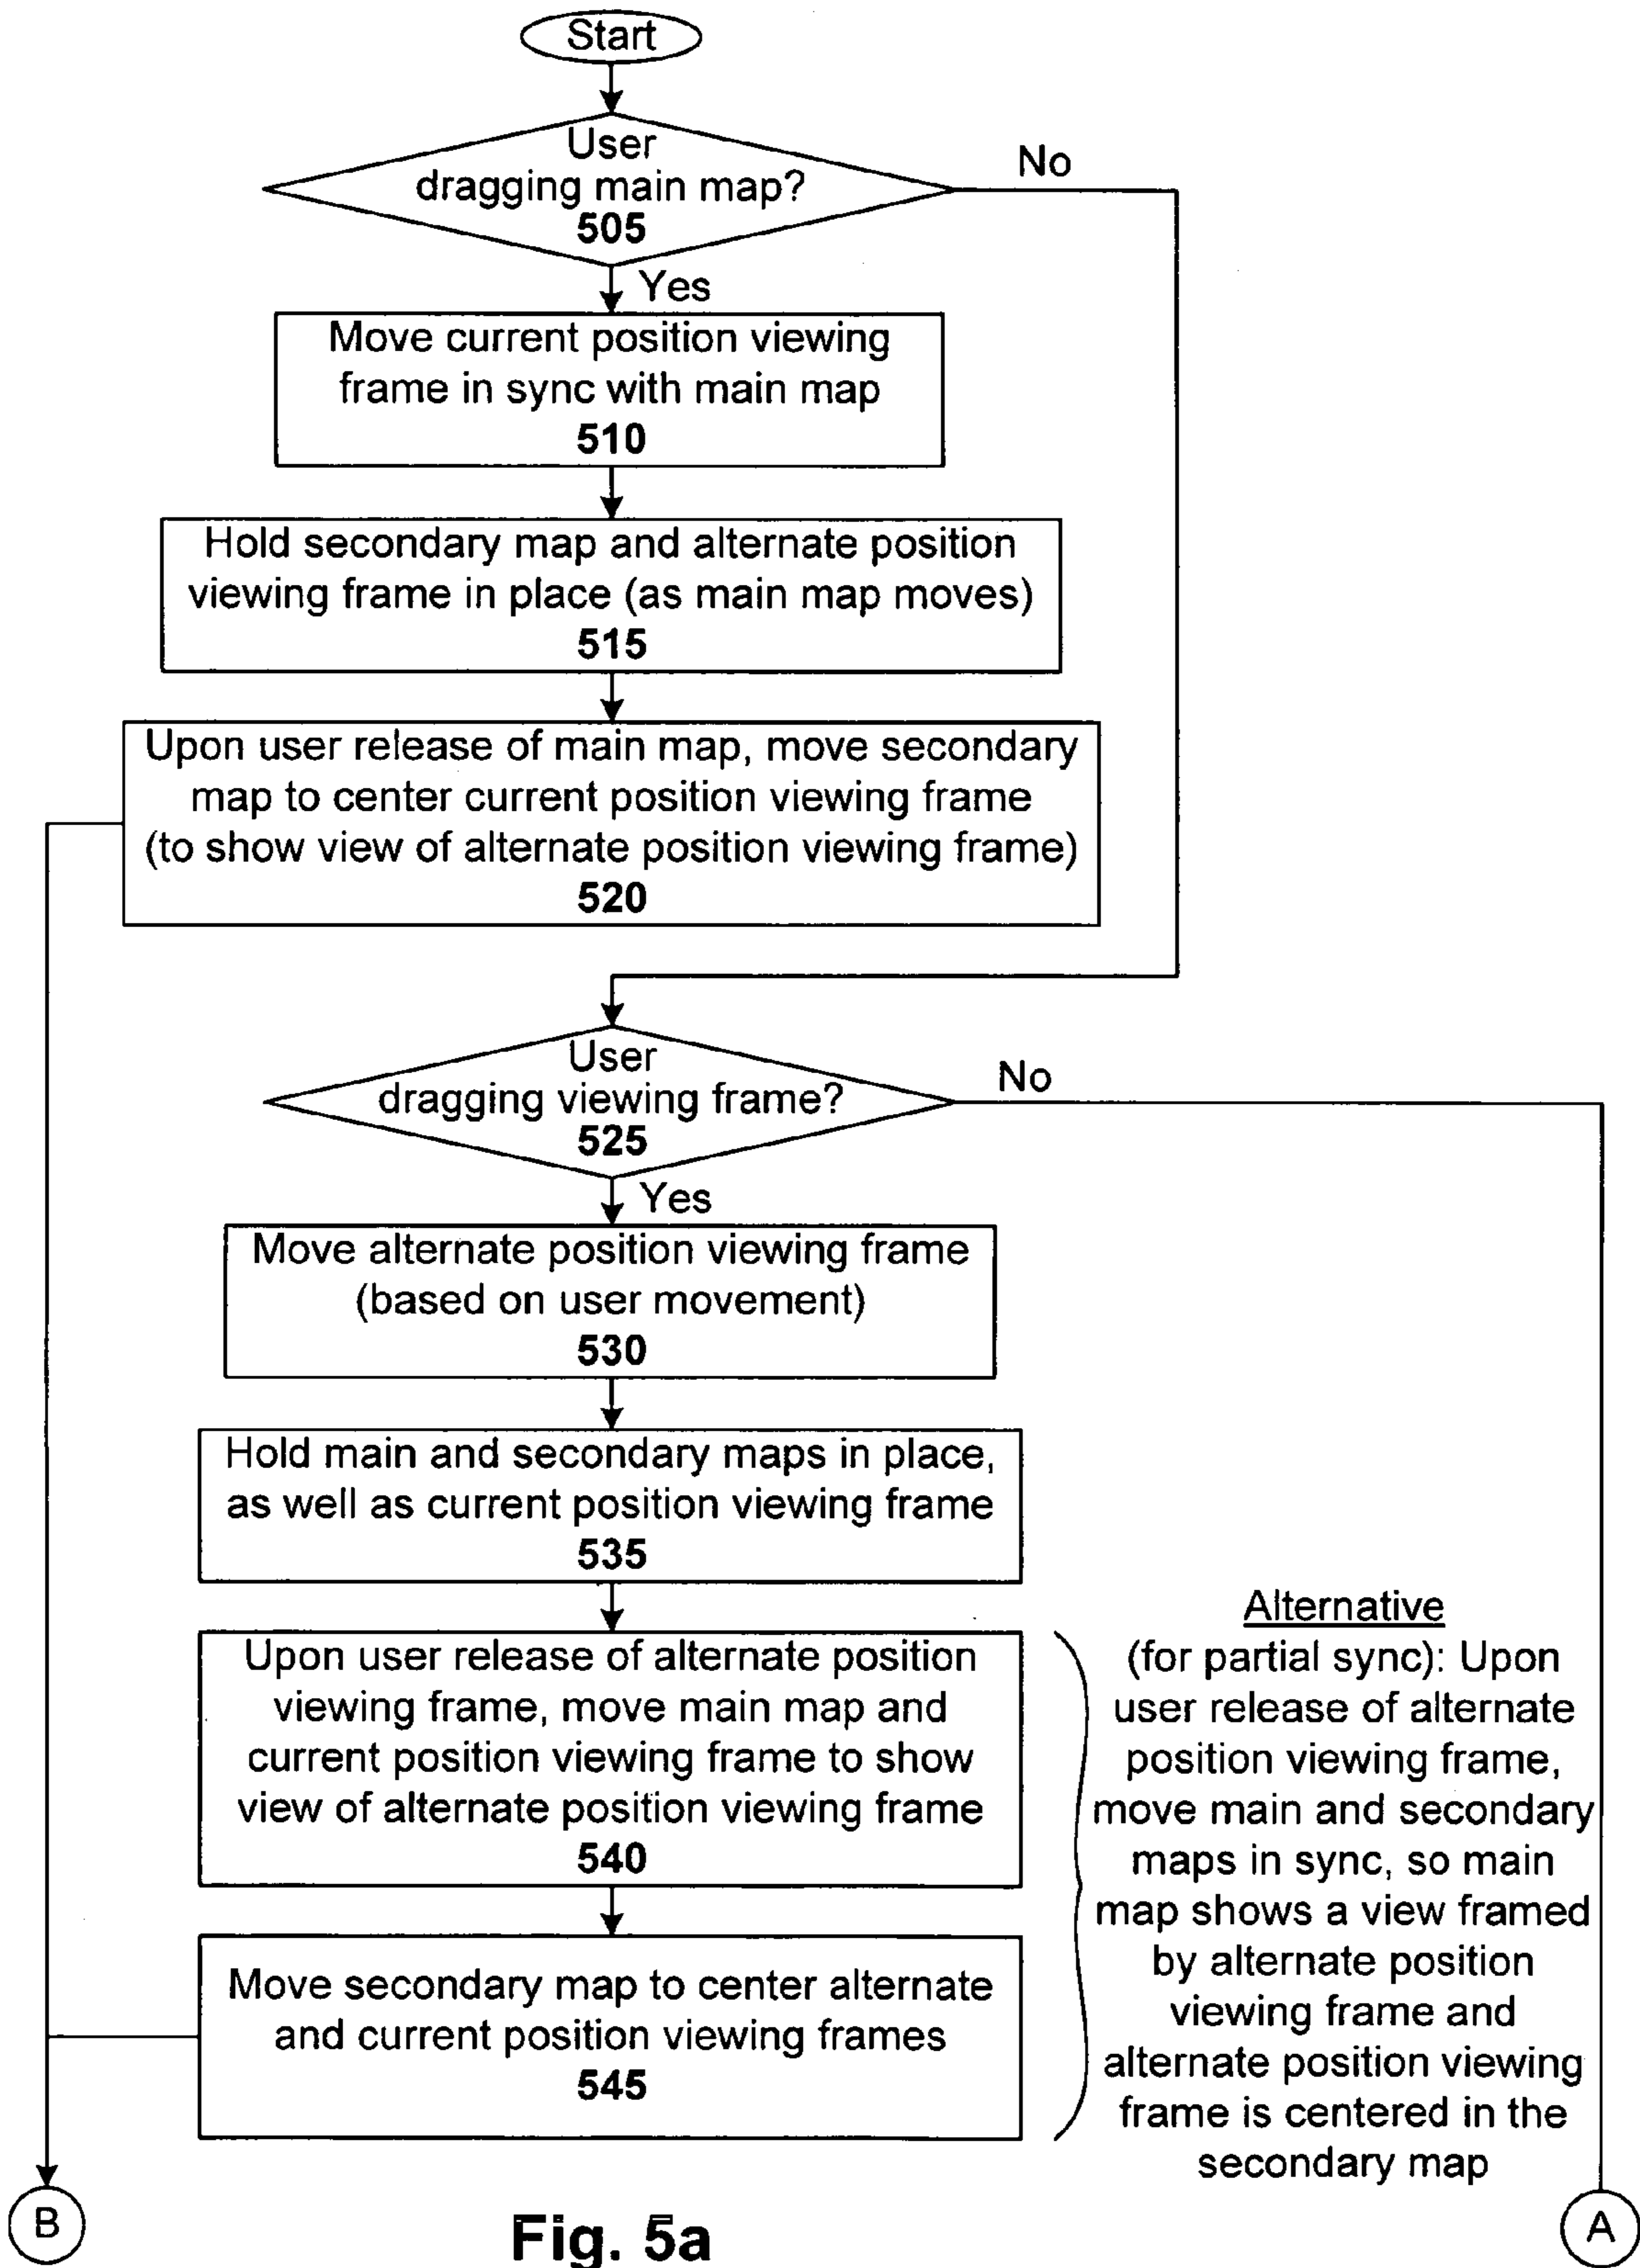 Start
User
dragging main map?
505
No
Yes
Move current position viewing
frame in sync with main map
510
Hold secondary map and alternate position
viewing frame in place (as main map moves)
515
Upon user release of main map, move secondary
map to center current position viewing frame
(to show view of alternate position viewing frame)
520
User
dragging viewing frame?
525
No
Yes
Move alternate position viewing frame
(based on user movement)
530
Hold main and secondary maps in place,
as well as current position viewing frame
535
Upon user release of alternate position
viewing frame, move main map and
current position viewing frame to show
view of alternate position viewing frame
540
Move secondary map to center alternate
and current position viewing frames
545
Alternative
(for partial sync): Upon
user release of alternate
position viewing frame,
move main and secondary
maps in sync, so main
map shows a view framed
by alternate position
viewing frame and
alternate position viewing
frame is centered in the
secondary map
B
A
Fig. 5a